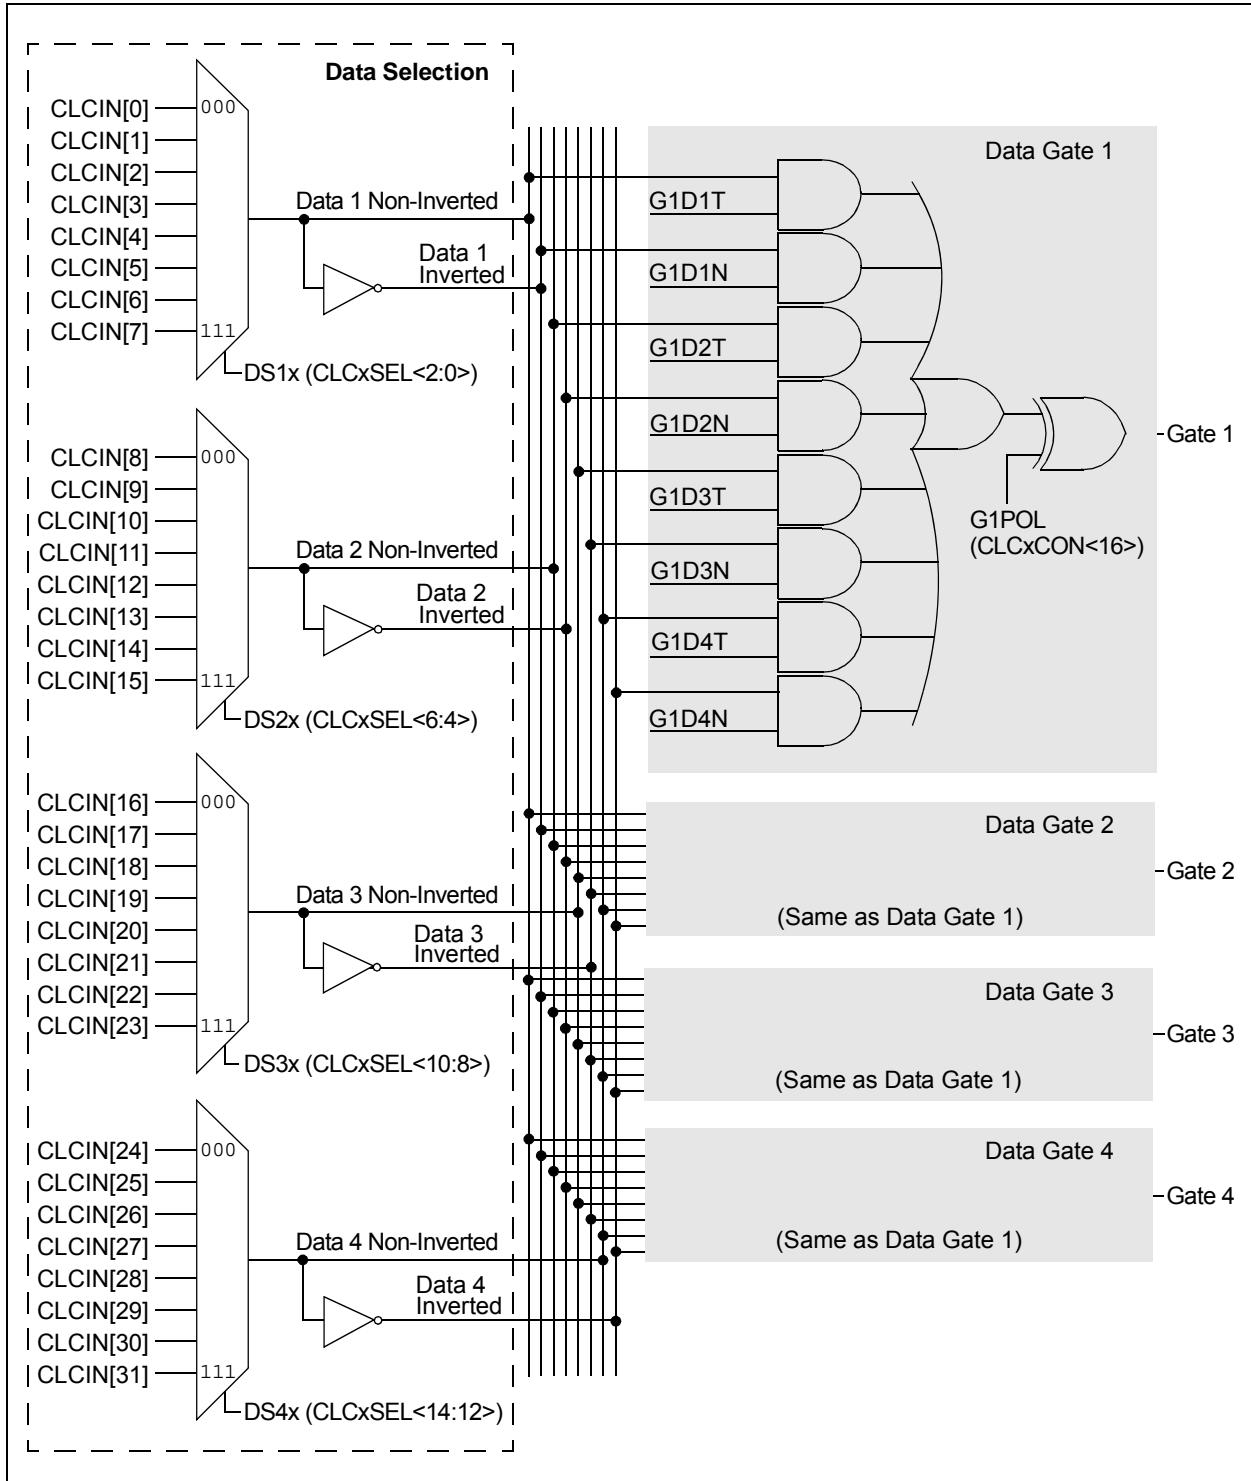 Data Selection
CLCIN[0]
000
CLCIN[1]
CLCIN[2]
CLCIN[3]
CLCIN[4]
CLCIN[5]
CLCIN[6]
CLCIN[7]
111
Data 1 Non-Inverted
Data 1
Inverted
DS1x (CLCxSEL<2:0>)
CLCIN[8]
000
CLCIN[9]
CLCIN[10]
CLCIN[11]
CLCIN[12]
CLCIN[13]
CLCIN[14]
CLCIN[15]
111
Data 2 Non-Inverted
Data 2
Inverted
DS2x (CLCxSEL<6:4>)
CLCIN[16]
000
CLCIN[17]
CLCIN[18]
CLCIN[19]
CLCIN[20]
CLCIN[21]
CLCIN[22]
CLCIN[23]
111
Data 3 Non-Inverted
Data 3
Inverted
DS3x (CLCxSEL<10:8>)
CLCIN[24]
000
CLCIN[25]
CLCIN[26]
CLCIN[27]
CLCIN[28]
CLCIN[29]
CLCIN[30]
CLCIN[31]
111
Data 4 Non-Inverted
Data 4
Inverted
DS4x (CLCxSEL<14:12>)
Data Gate 1
G1D1T
G1D1N
G1D2T
G1D2N
G1D3T
G1D3N
G1D4T
G1D4N
G1POL
(CLCxCON<16>)
Gate 1
Data Gate 2
(Same as Data Gate 1)
Gate 2
Data Gate 3
(Same as Data Gate 1)
Gate 3
Data Gate 4
(Same as Data Gate 1)
Gate 4